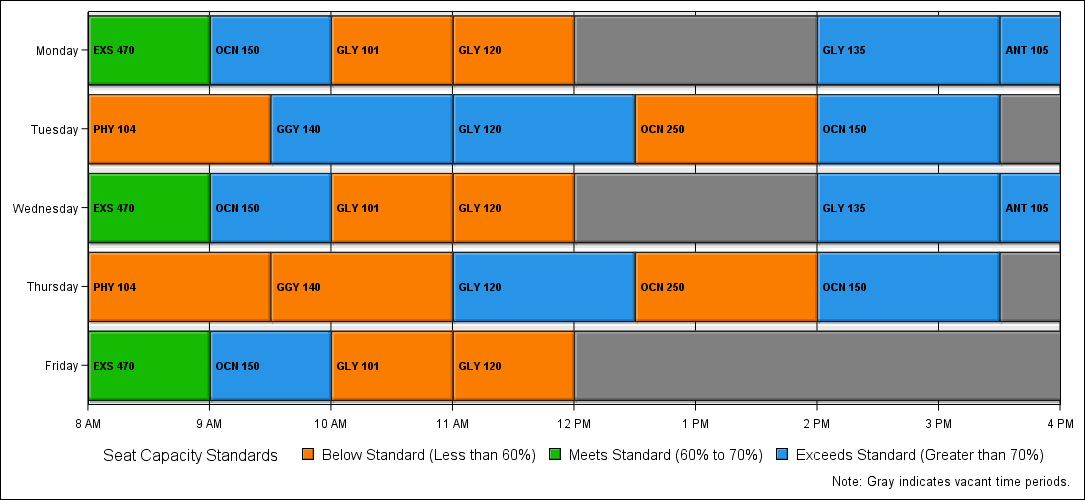 Monday EXS 470 OCN 150 GLY 101 GLY 120 GLY 135 ANT 105
Tuesday PHY 104 GGY 140 GLY 120 OCN 250 OCN 150
Wednesday EXS 470 OCN 150 GLY 101 GLY 120 GLY 135 ANT 105
Thursday PHY 104 GGY 140 GLY 120 OCN 250 OCN 150
Friday EXS 470 OCN 150 GLY 101 GLY 120
8 AM 9 AM 10 AM 11 AM 12 PM 1 PM 2 PM 3 PM 4 PM
Seat Capacity Standards Below Standard (Less than 60%) Meets Standard (60% to 70%) Exceeds Standard (Greater than 70%)
Note: Gray indicates vacant time periods.